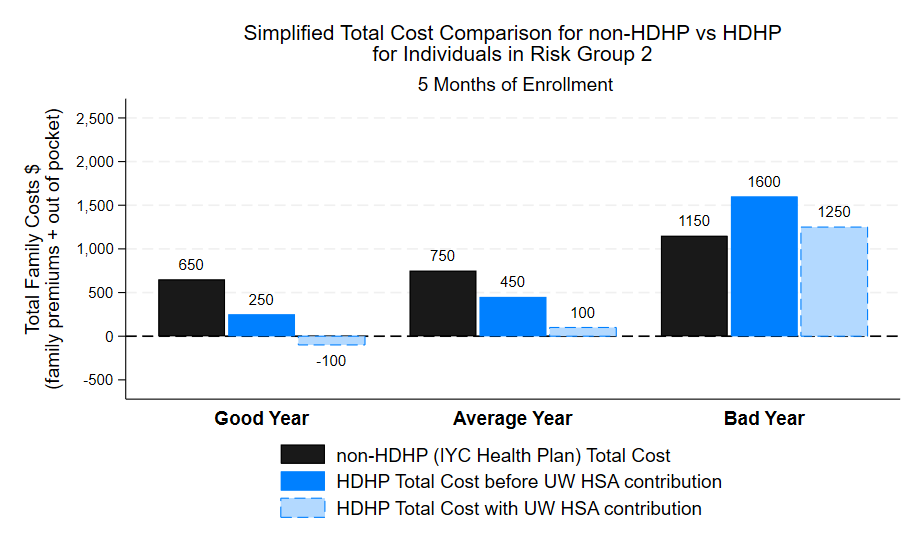 Simplified Total Cost Comparison for non-HDHP vs HDHP
for Individuals in Risk Group 2
5 Months of Enrollment
Total Family Costs $
(family premiums + out of pocket)
2,500
2,000
1,500
1,000
500
0
-500
650
250
-100
750
450
100
1150
1600
1250
Good Year
Average Year
Bad Year
non-HDHP (IYC Health Plan) Total Cost
HDHP Total Cost before UW HSA contribution
HDHP Total Cost with UW HSA contribution